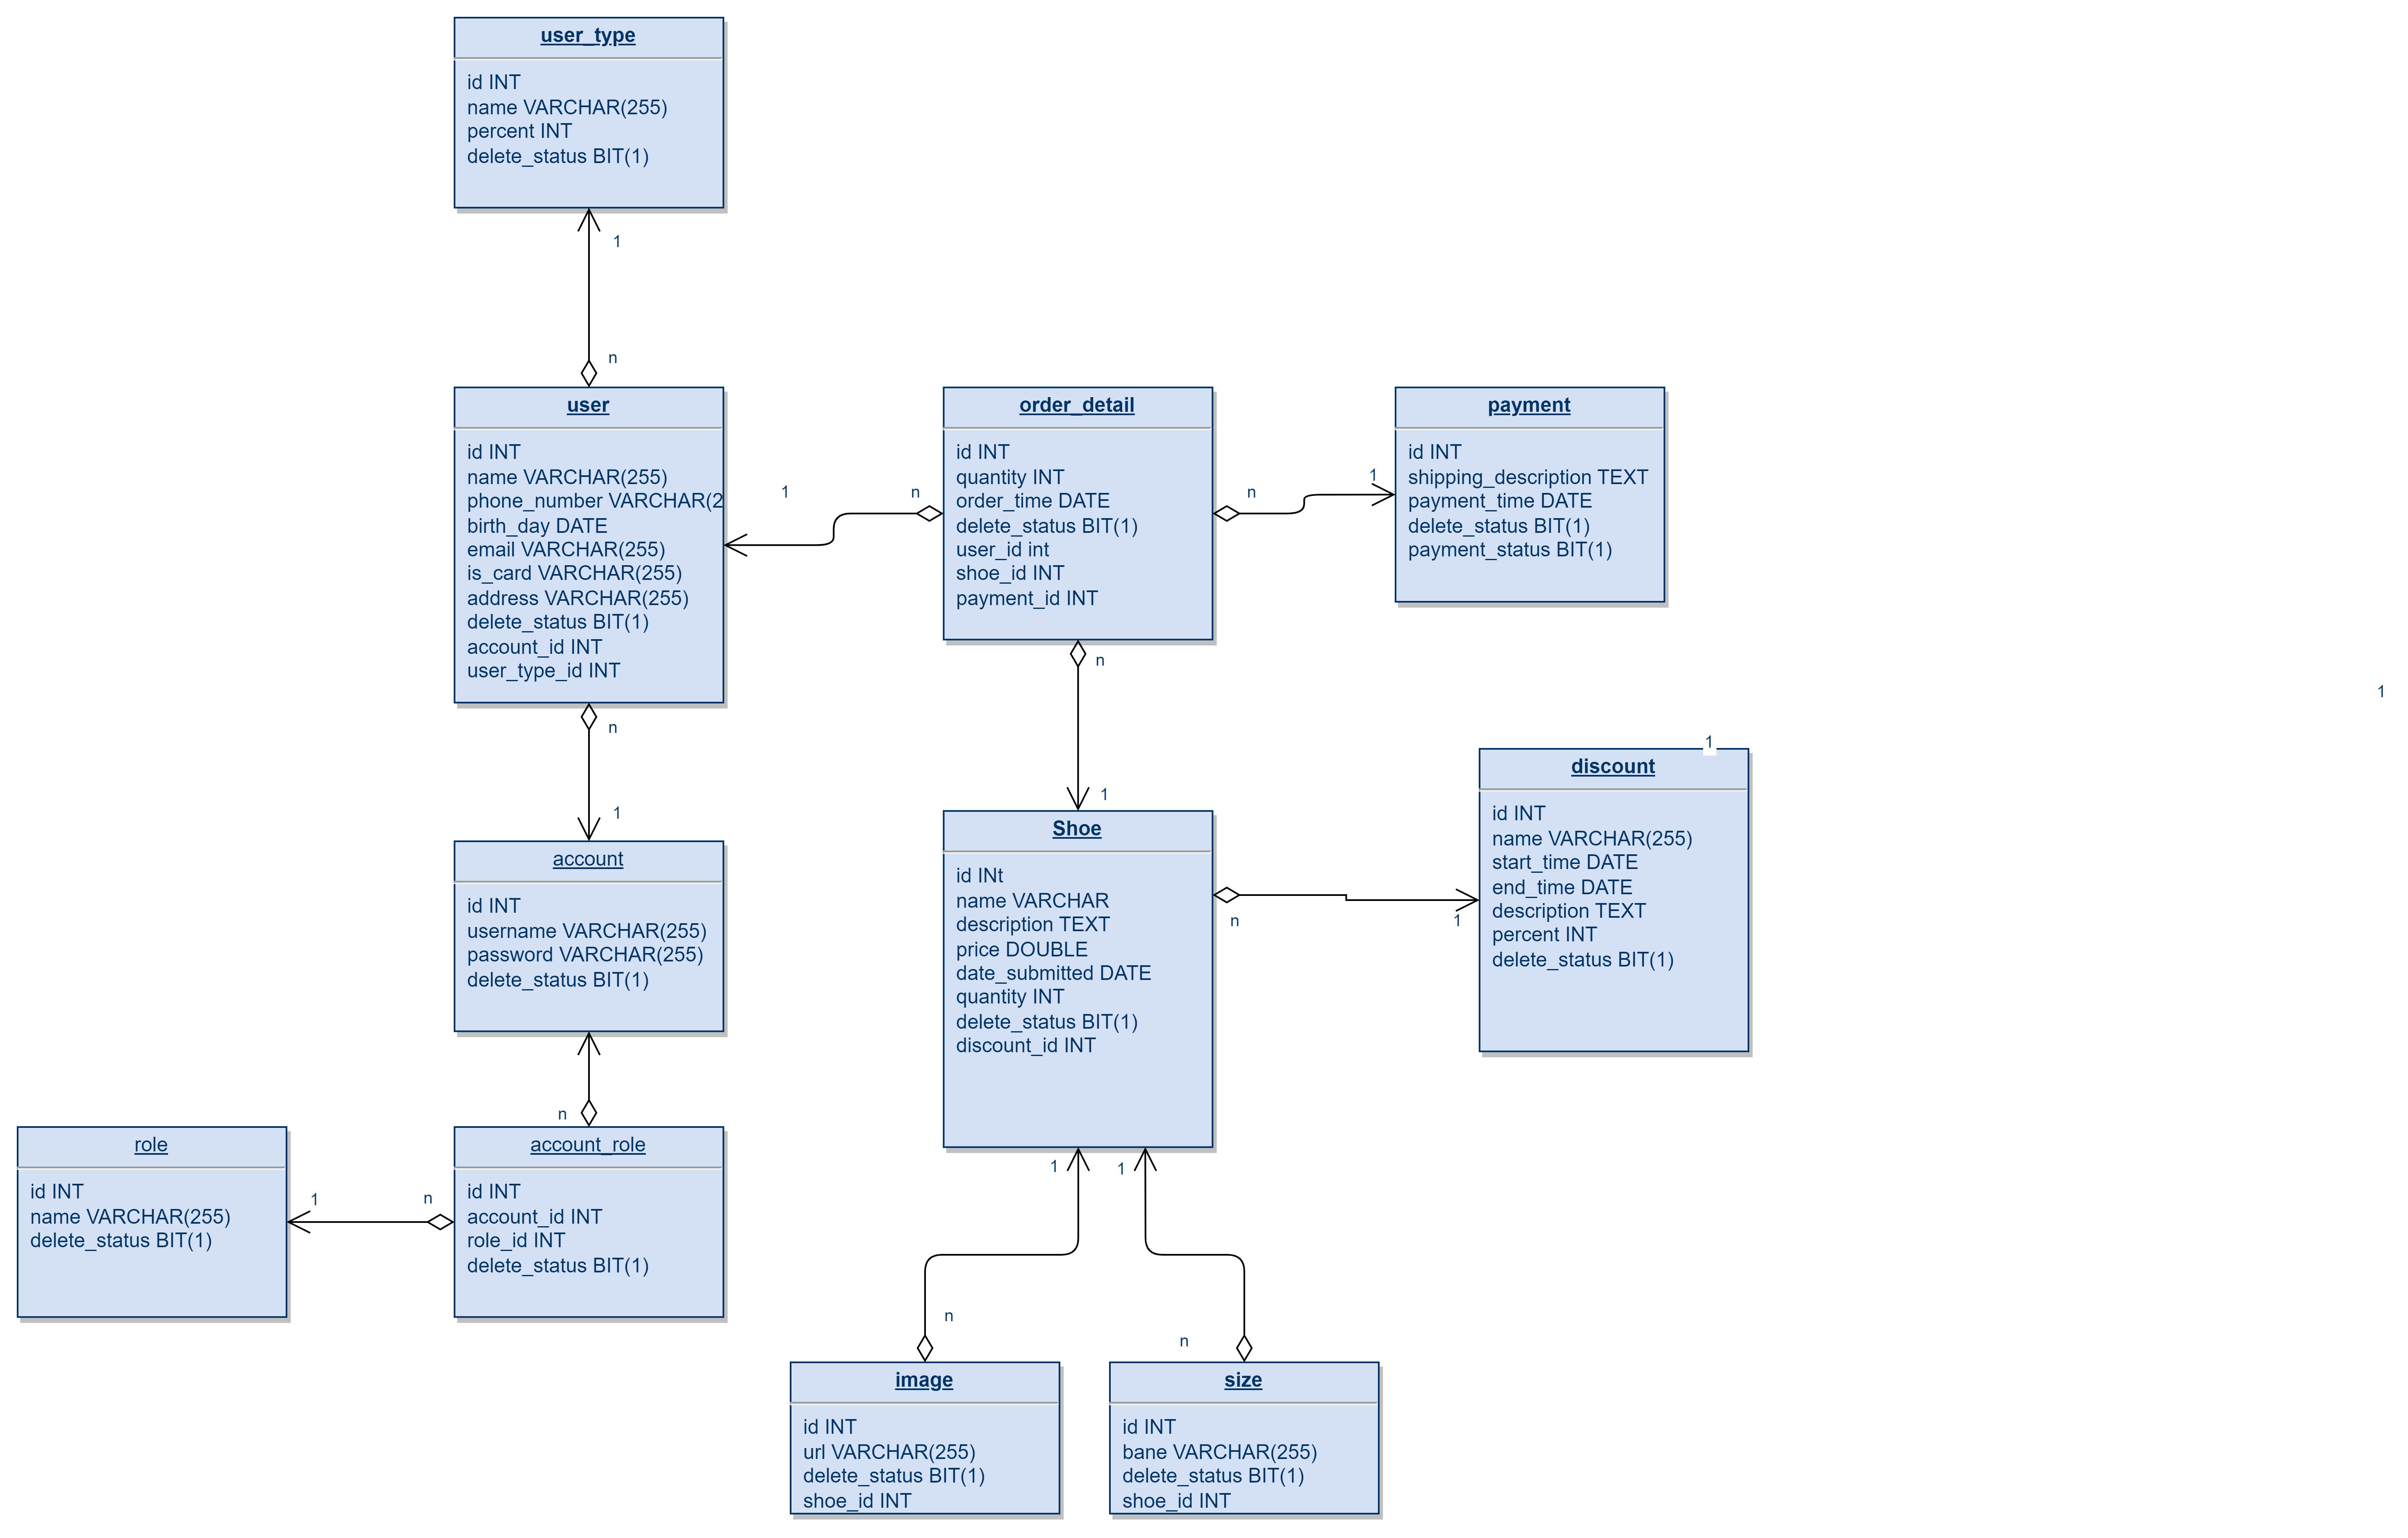 user_type
id INT
name VARCHAR(255)
percent INT
delete_status BIT(1)
1
n
user
id INT
name VARCHAR(255)
phone_number VARCHAR(2
birth_day DATE
email VARCHAR(255)
is_card VARCHAR(255)
address VARCHAR(255)
delete_status BIT(1)
account_id INT
user_type_id INT
1
n
order_detail
id INT
quantity INT
order_time DATE
delete_status BIT(1)
user_id int
shoe_id INT
payment_id INT
n
1
payment
id INT
shipping_description TEXT
payment_time DATE
delete_status BIT(1)
payment_status BIT(1)
n
1
n
1
1
1
account
id INT
username VARCHAR(255)
password VARCHAR(255)
delete_status BIT(1)
Shoe
id INt
name VARCHAR
description TEXT
price DOUBLE
date_submitted DATE
quantity INT
delete_status BIT(1)
discount_id INT
n
1
discount
id INT
name VARCHAR(255)
start_time DATE
end_time DATE
description TEXT
percent INT
delete_status BIT(1)
n
role
id INT
name VARCHAR(255)
delete_status BIT(1)
1
n
account_role
id INT
account_id INT
role_id INT
delete_status BIT(1)
1
1
n
n
image
id INT
url VARCHAR(255)
delete_status BIT(1)
shoe_id INT
size
id INT
bane VARCHAR(255)
delete_status BIT(1)
shoe_id INT